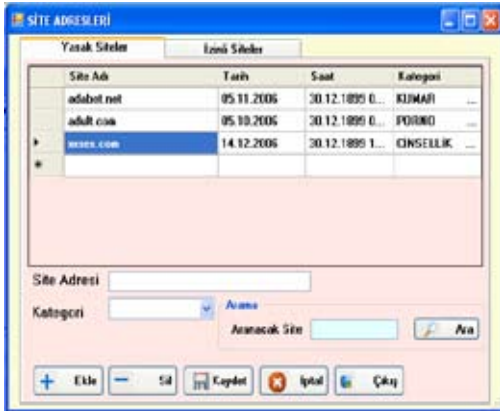 SİTE ADRESLERİ
Yasak Siteler İzinli Siteler
Site Adı Tarih Saat Kategori
adabet.net 05.11.2006 30.12.1899 0... KUMAR ...
adult.com 05.10.2006 30.12.1899 0... PORNO ...
14.12.2006 30.12.1899 1... CİNSELLİK ...
Site Adresi
Kategori
Arama
Aranacak Site
Ara
Ekle Sil Kaydet İptal Çıkış